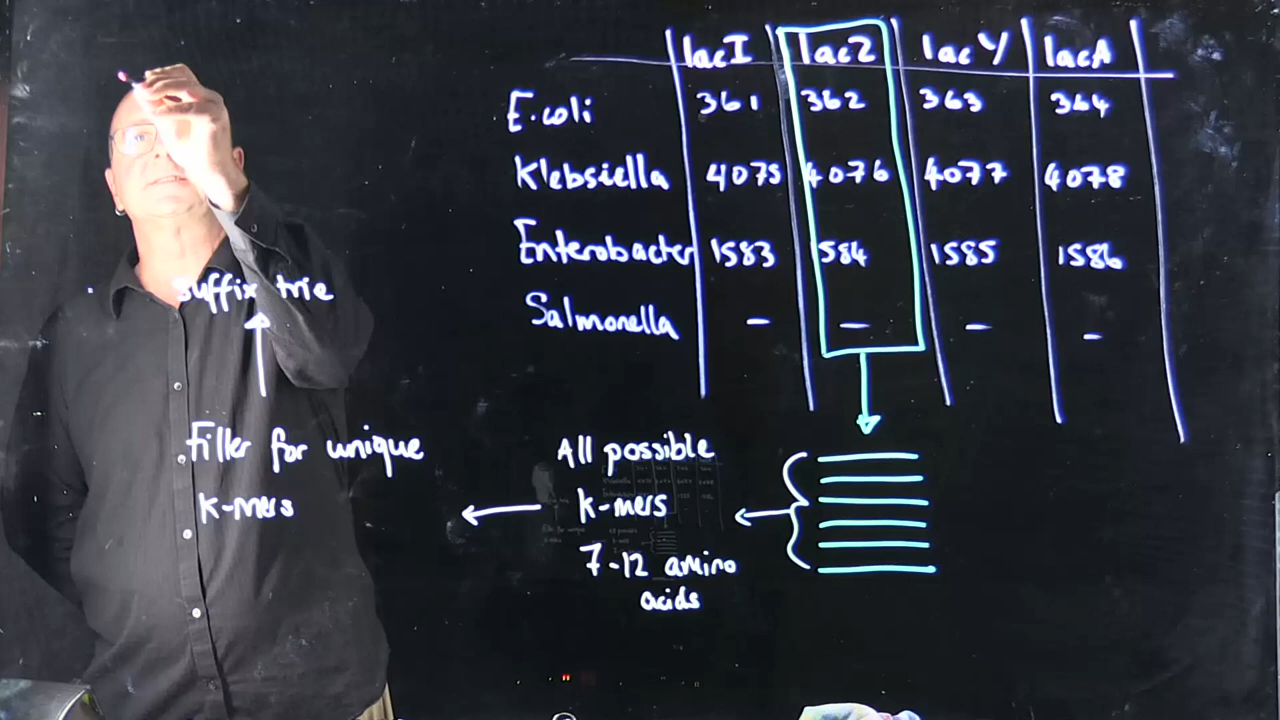 lacI lacZ lacY lacA
E.coli 361 362 363 364
Klebsiella 4075 4076 4077 4078
Enterobacter 1583 1584 1585 1586
Salmonella - - - -
suffix trie
Filter for unique
k-mers
All possible
k-mers
7-12 amino
acids